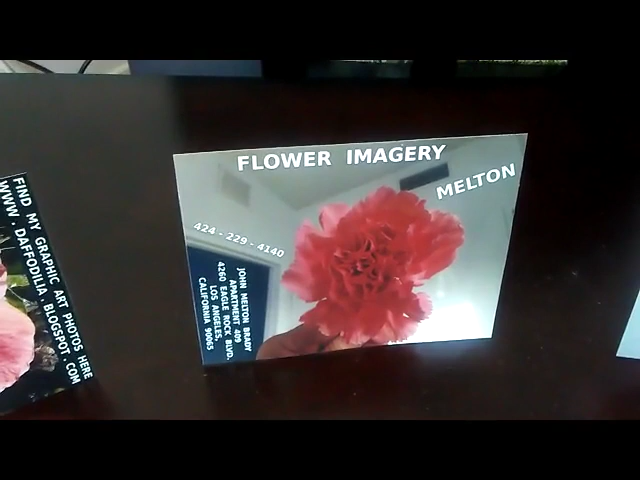 FLOWER IMAGERY
MELTON
424 - 229 - 4140
JOHN MELTON BRADY
APARTMENT 409
4260 EAGLE ROCK BLVD.
LOS ANGELES,
CALIFORNIA 90065
FIND MY GRAPHIC ART PHOTOS HERE
WWW . DAFFODILIA . BLOGSPOT . COM